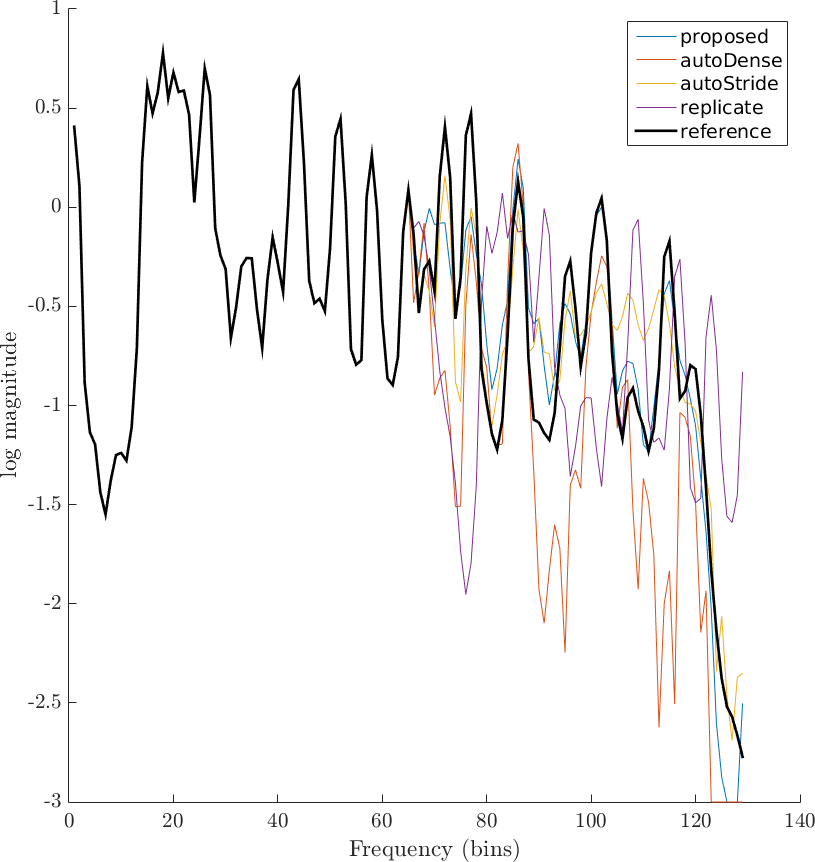 1
0.5
0
-0.5
-1
-1.5
-2
-2.5
-3
log magnitude
0 20 40 60 80 100 120 140
Frequency (bins)
proposed
autoDense
autoStride
replicate
reference